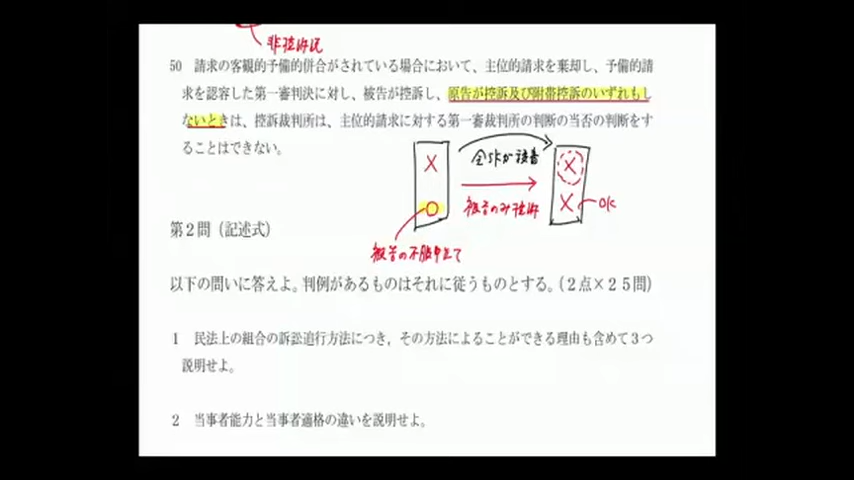 非控訴説
50 請求の客観的予備的併合がされている場合において、主位的請求を棄却し、予備的請
求を認容した第一審判決に対し、被告が控訴し、原告が控訴及び附帯控訴のいずれもし
ないときは、控訴裁判所は、主位的請求に対する第一審裁判所の判断の当否の判断をす
ることはできない。
X
全部が移審
X
被告のみ控訴
X
OK
第2問（記述式）
被告の不服申立て
以下の問いに答えよ。判例があるものはそれに従うものとする。（２点×２５問）
1 民法上の組合の訴訟追行方法につき，その方法によることができる理由も含めて３つ
説明せよ。
2 当事者能力と当事者適格の違いを説明せよ。